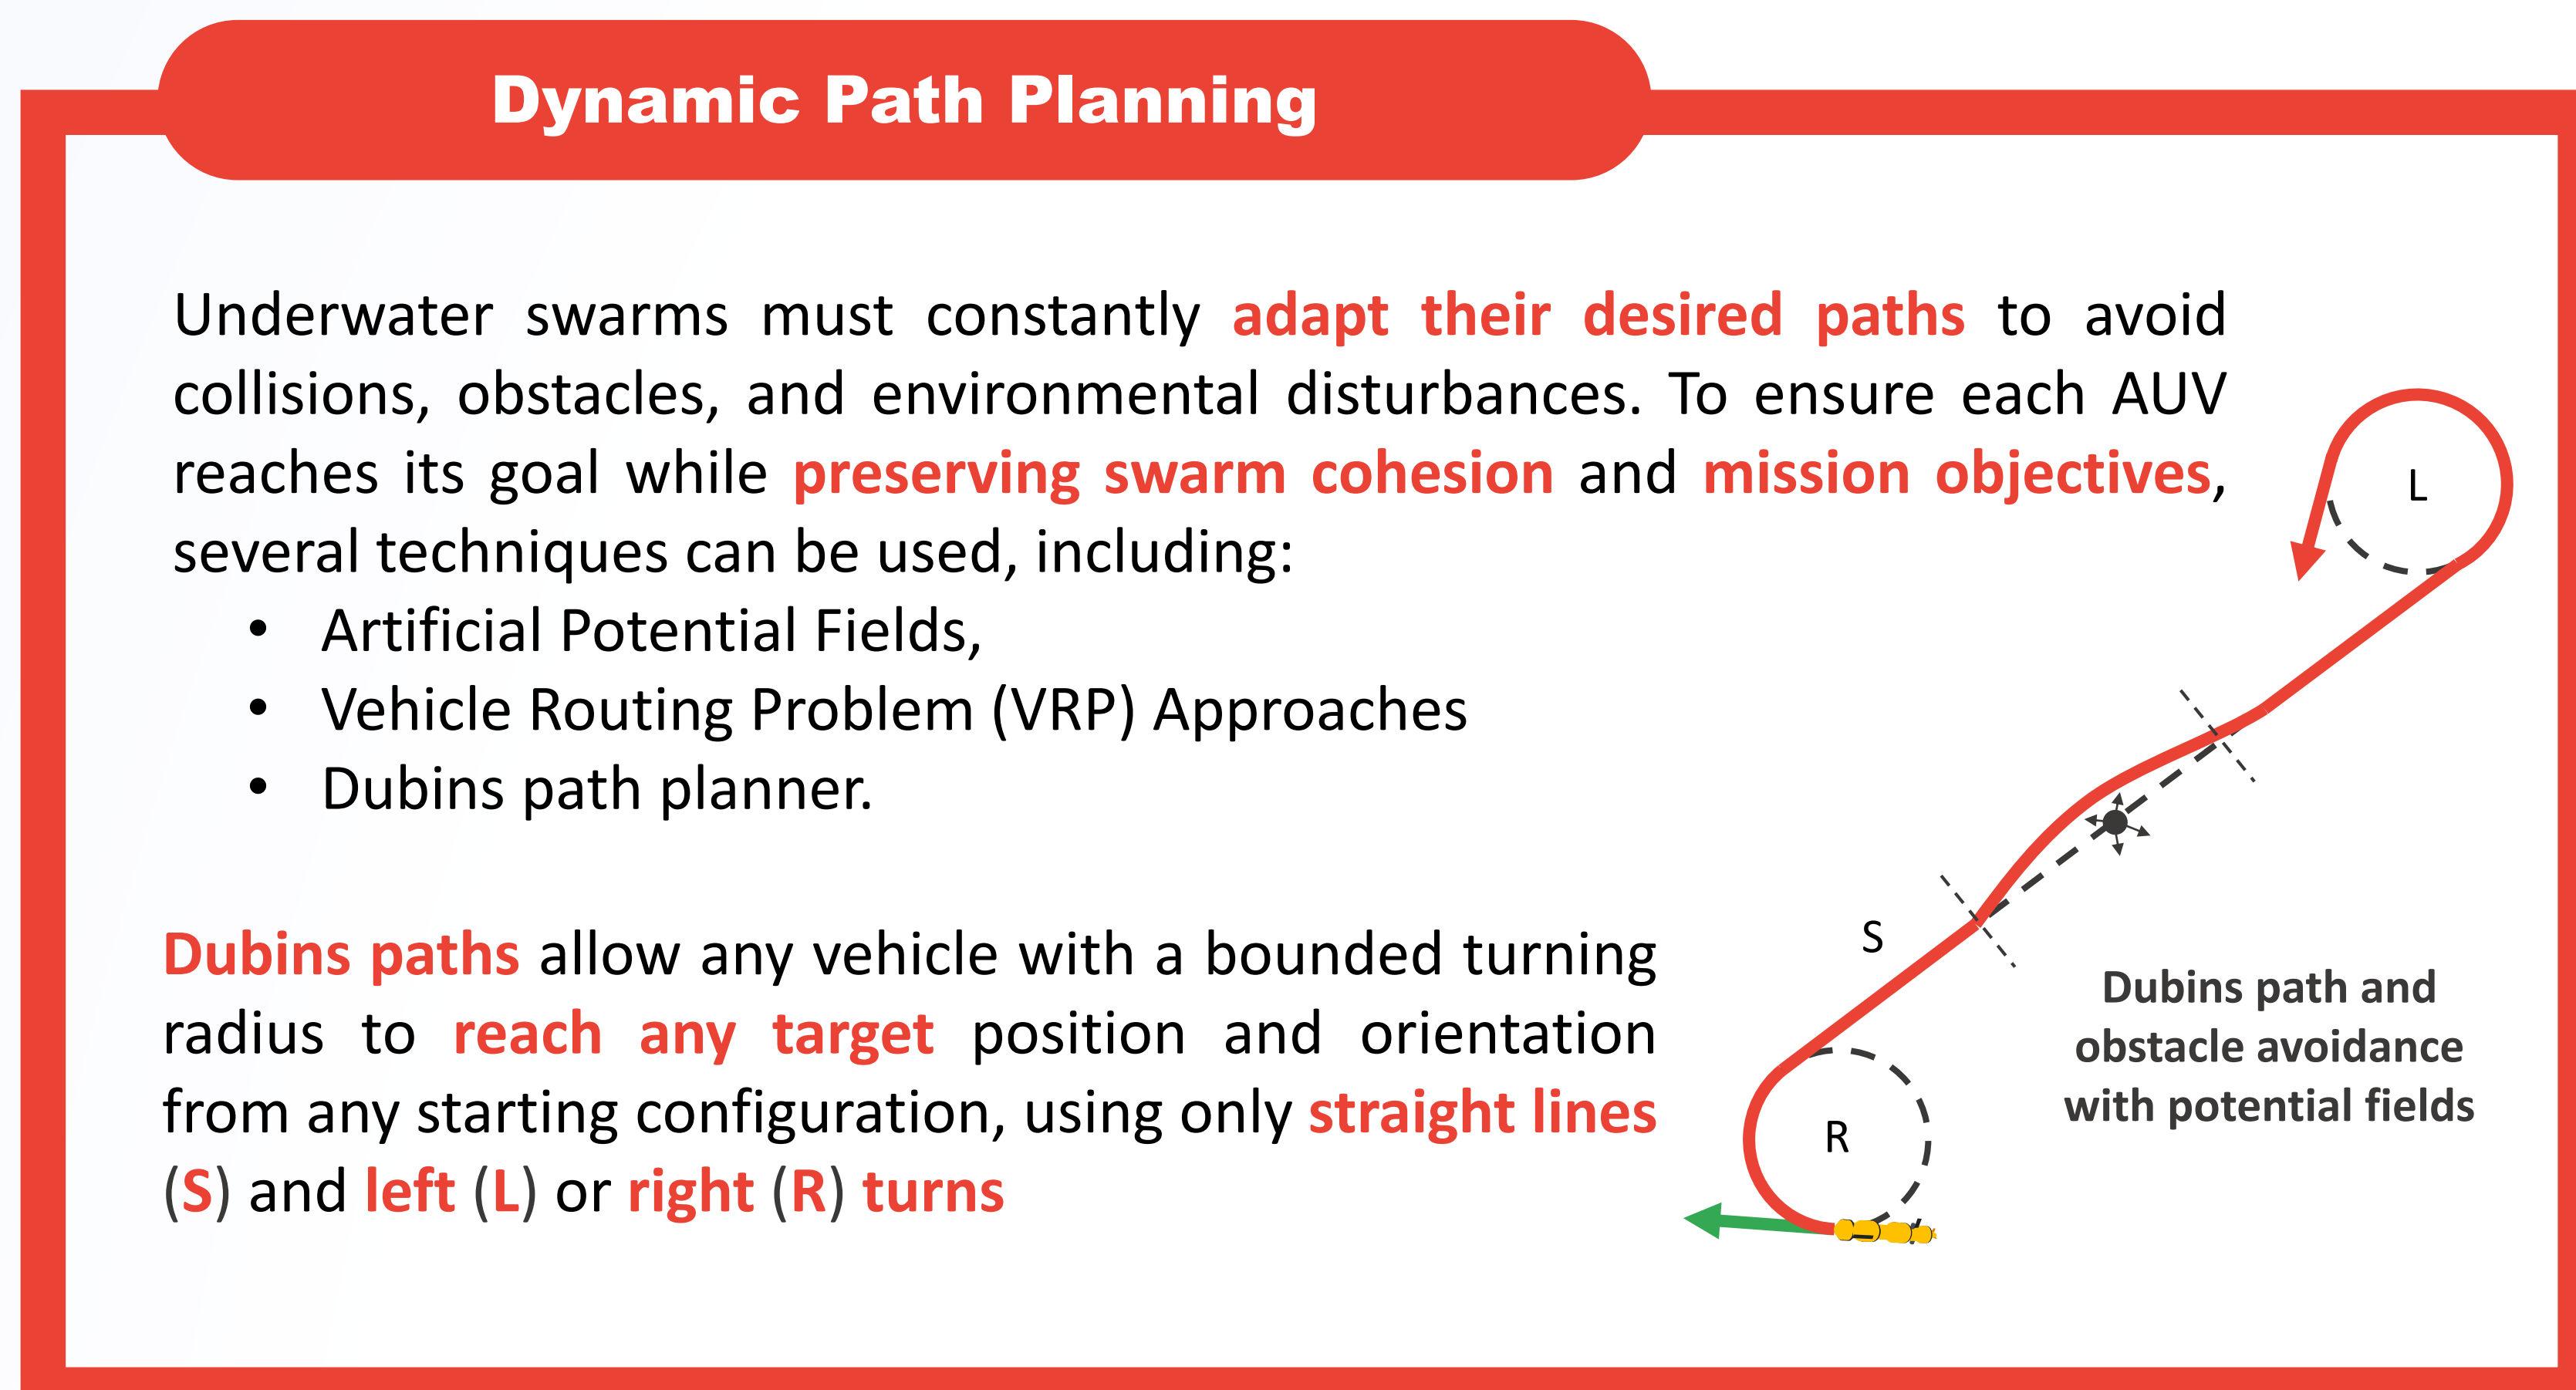 Dynamic Path Planning
Underwater swarms must constantly adapt their desired paths to avoid
collisions, obstacles, and environmental disturbances. To ensure each AUV
reaches its goal while preserving swarm cohesion and mission objectives,
several techniques can be used, including:
• Artificial Potential Fields,
• Vehicle Routing Problem (VRP) Approaches
• Dubins path planner.
Dubins paths allow any vehicle with a bounded turning
radius to reach any target position and orientation
from any starting configuration, using only straight lines
(S) and left (L) or right (R) turns
L
S
R
Dubins path and
obstacle avoidance
with potential fields